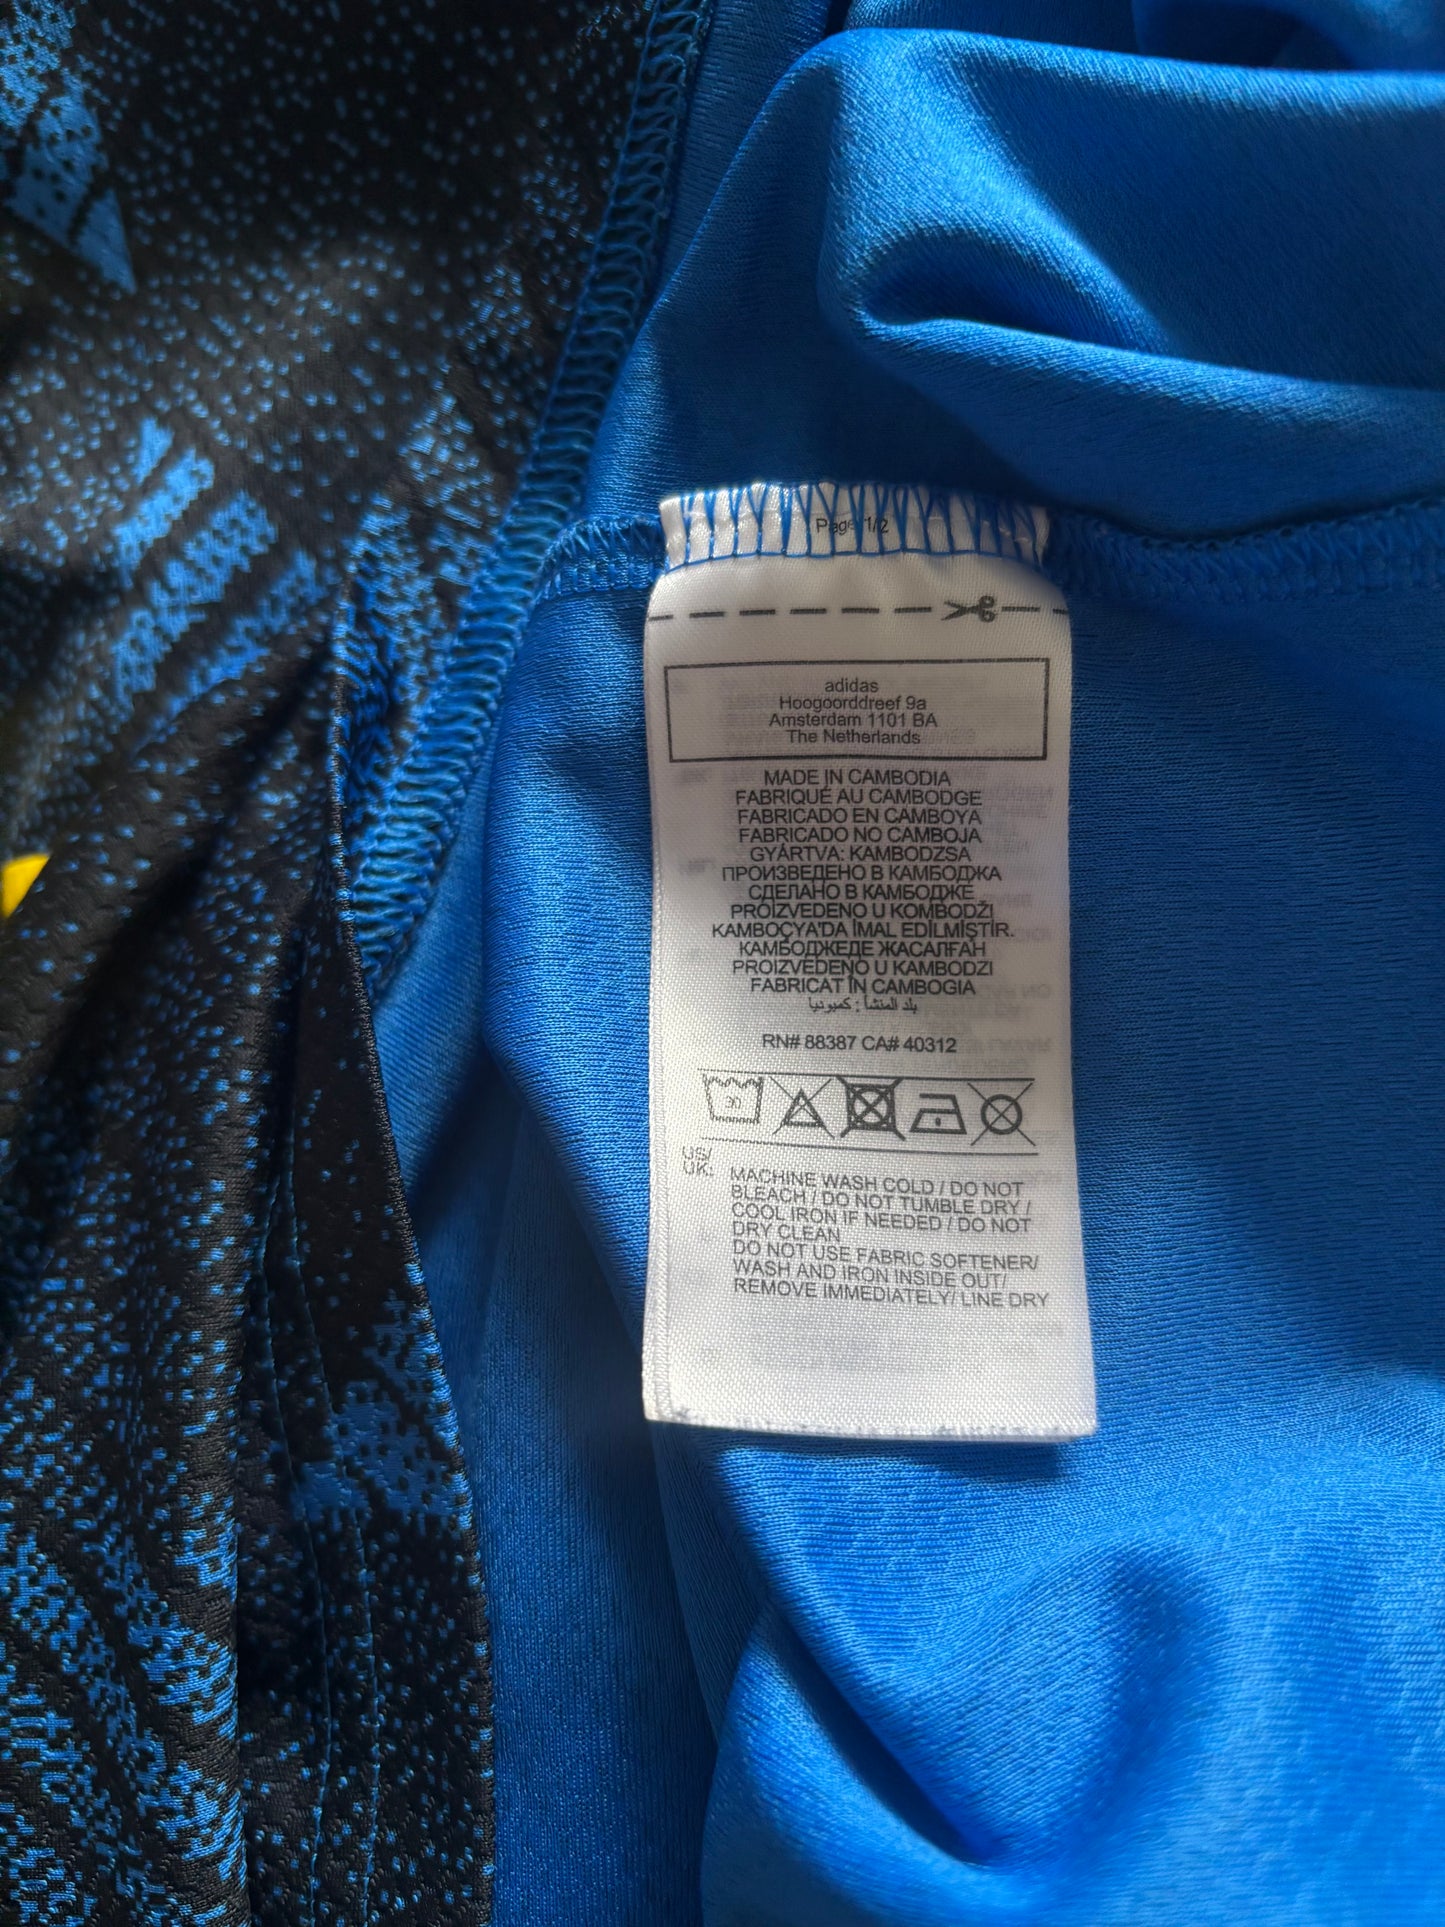 Page 1/2
adidas
Hoogoorddreef 9a
Amsterdam 1101 BA
The Netherlands
MADE IN CAMBODIA
FABRIQUÉ AU CAMBODGE
FABRICADO EN CAMBOYA
FABRICADO NO CAMBOJA
GYÁRTVA: KAMBODZSA
ПРОИЗВЕДЕНО В КАМБОДЖА
СДЕЛАНО В КАМБОДЖЕ
PROIZVEDENO U KOMBODŽI
KAMBOÇYA'DA İMAL EDİLMİŞTİR.
КАМБОДЖЕДЕ ЖАСАЛҒАН
PROIZVEDENO U KAMBODZI
FABRICAT ÎN CAMBOGIA
بلد المنشأ : كمبوديا
RN# 88387 CA# 40312
30
US/
UK:
MACHINE WASH COLD / DO NOT
BLEACH / DO NOT TUMBLE DRY /
COOL IRON IF NEEDED / DO NOT
DRY CLEAN
DO NOT USE FABRIC SOFTENER/
WASH AND IRON INSIDE OUT/
REMOVE IMMEDIATELY/ LINE DRY